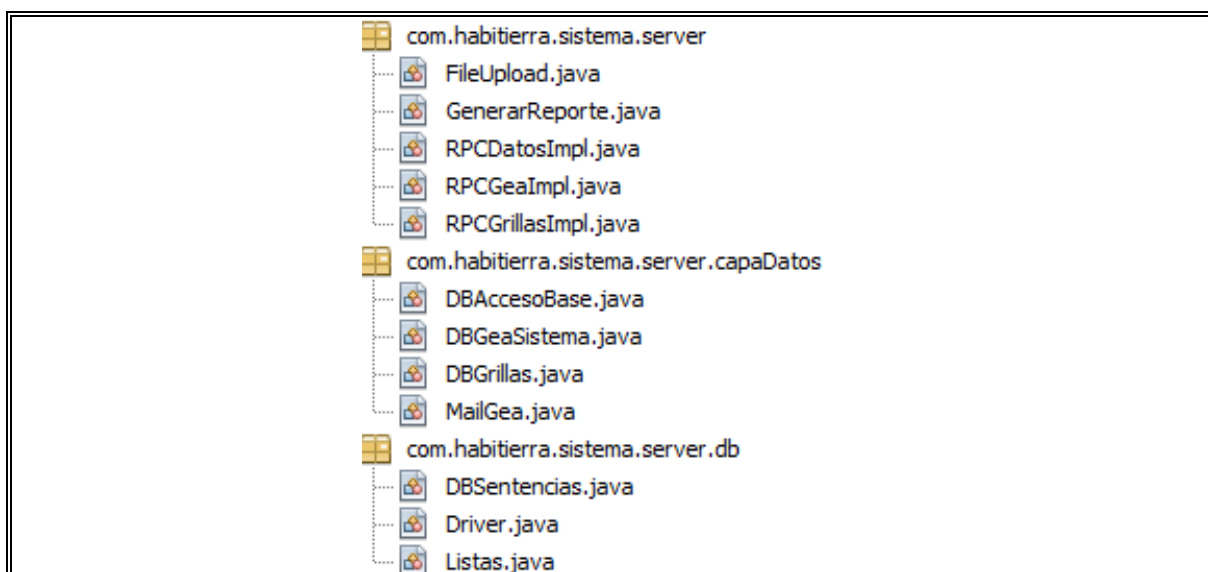 com.habitierra.sistema.server
FileUpload.java
GenerarReporte.java
RPCDatosImpl.java
RPCGeaImpl.java
RPCGrillasImpl.java
com.habitierra.sistema.server.capaDatos
DBAccesoBase.java
DBGeaSistema.java
DBGrillas.java
MailGea.java
com.habitierra.sistema.server.db
DBSentencias.java
Driver.java
Listas.java